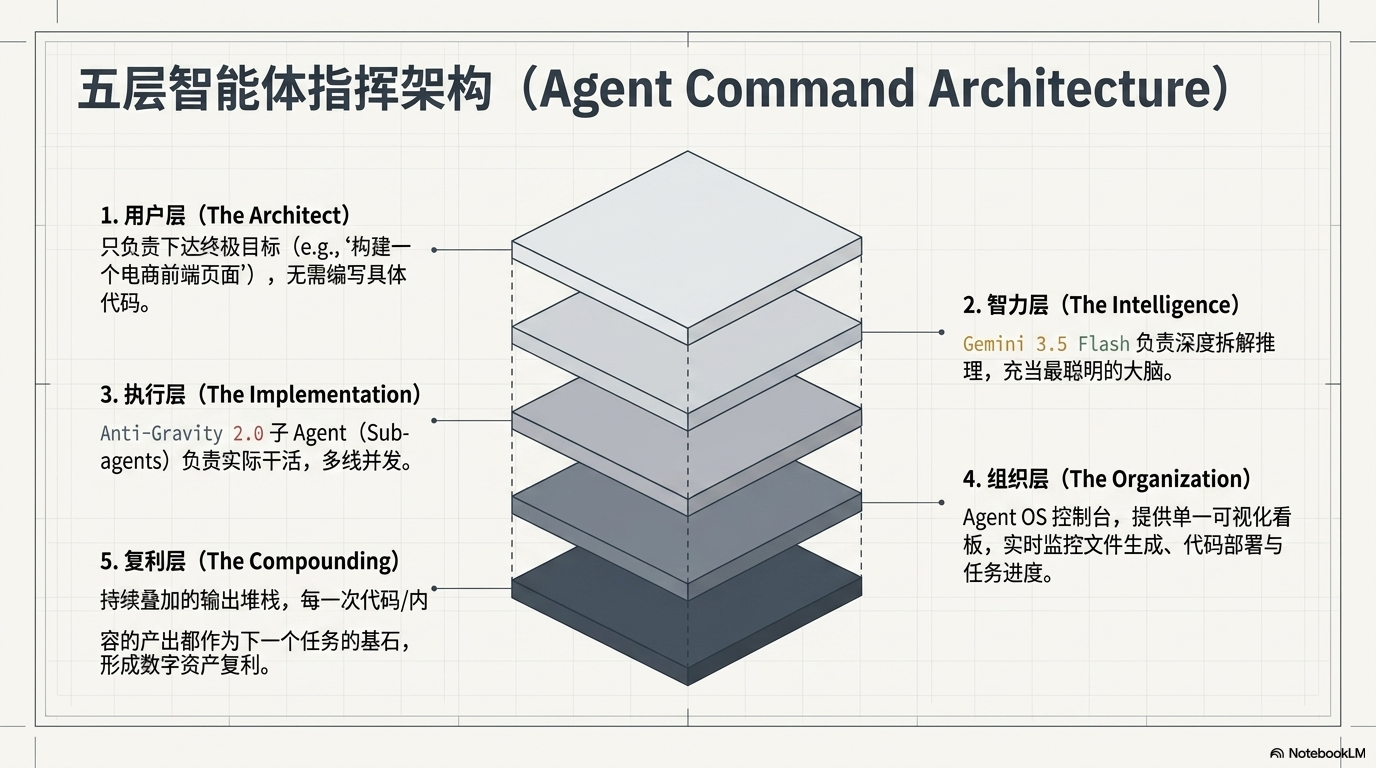 五层智能体指挥架构（Agent Command Architecture）
1. 用户层（The Architect）
只负责下达终极目标（e.g., ‘构建一
个电商前端页面’），无需编写具体
代码。
2. 智力层（The Intelligence）
Gemini 3.5 Flash 负责深度拆解推
理，充当最聪明的大脑。
3. 执行层（The Implementation）
Anti-Gravity 2.0 子 Agent（Sub-
agents）负责实际干活，多线并发。
4. 组织层（The Organization）
Agent OS 控制台，提供单一可视化看
板，实时监控文件生成、代码部署与
任务进度。
5. 复利层（The Compounding）
持续叠加的输出堆栈，每一次代码/内
容的产出都作为下一个任务的基石，
形成数字资产复利。
NotebookLM